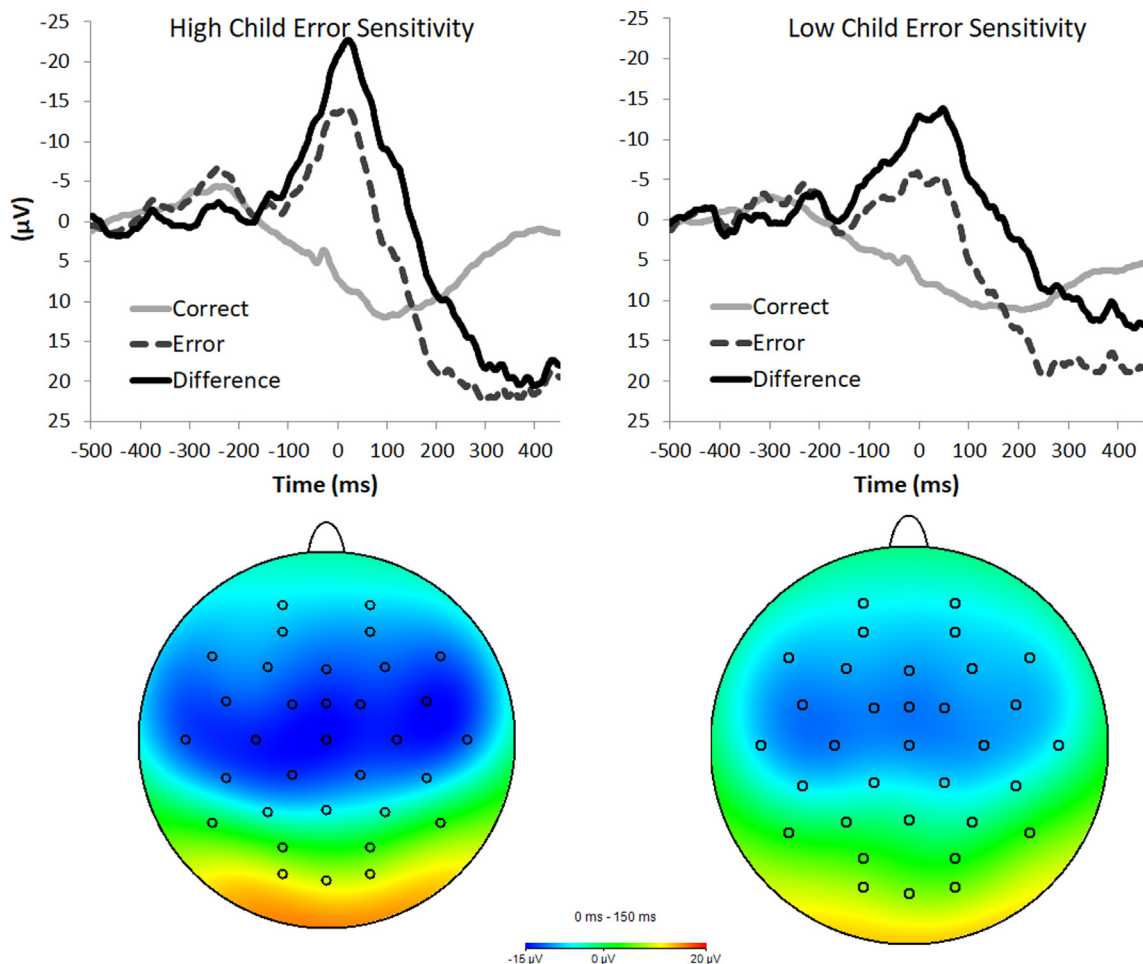 High Child Error Sensitivity
-25
-20
-15
-10
-5
0
5
10
15
20
25
(µV)
Correct
Error
Difference
-500 -400 -300 -200 -100 0 100 200 300 400
Time (ms)
Low Child Error Sensitivity
-25
-20
-15
-10
-5
0
5
10
15
20
25
Correct
Error
Difference
-500 -400 -300 -200 -100 0 100 200 300 400
Time (ms)
0 ms - 150 ms
-15 µV 0 µV 20 µV